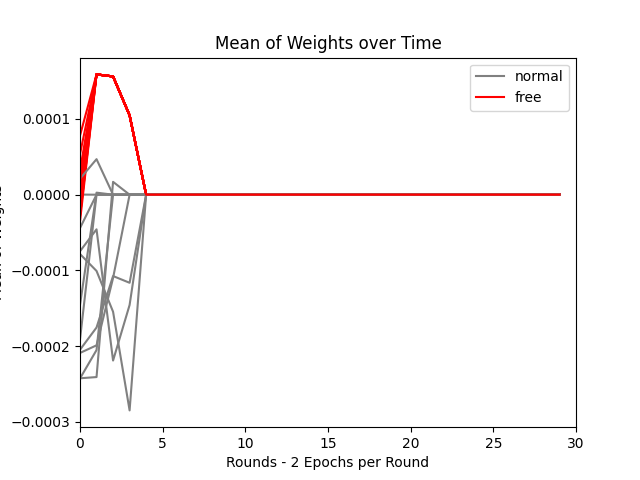 Mean of Weights over Time
normal
free
0.0001
0.0000
−0.0001
−0.0002
−0.0003
0 5 10 15 20 25 30
Rounds - 2 Epochs per Round